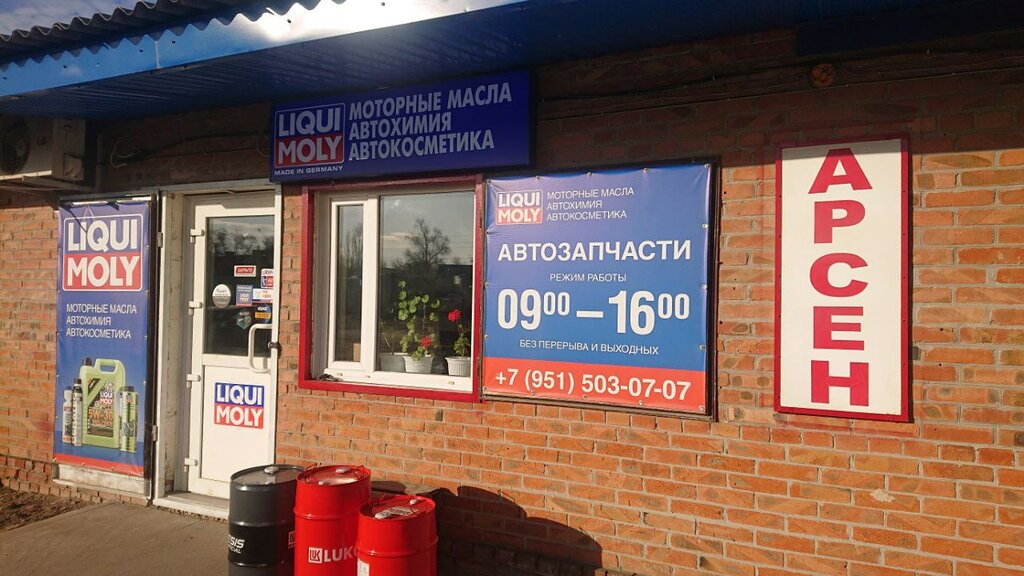 LIQUI
MOLY
MADE IN GERMANY
МОТОРНЫЕ МАСЛА
АВТОХИМИЯ
АВТОКОСМЕТИКА
LIQUI
MOLY
МОТОРНЫЕ МАСЛА
АВТОХИМИЯ
АВТОКОСМЕТИКА
LIQUI
MOLY
LIQUI
MOLY
МОТОРНЫЕ МАСЛА
АВТОХИМИЯ
АВТОКОСМЕТИКА
АВТОЗАПЧАСТИ
РЕЖИМ РАБОТЫ
09⁰⁰ – 16⁰⁰
БЕЗ ПЕРЕРЫВА И ВЫХОДНЫХ
+7 (951) 503-07-07
АРСЕН
LUK